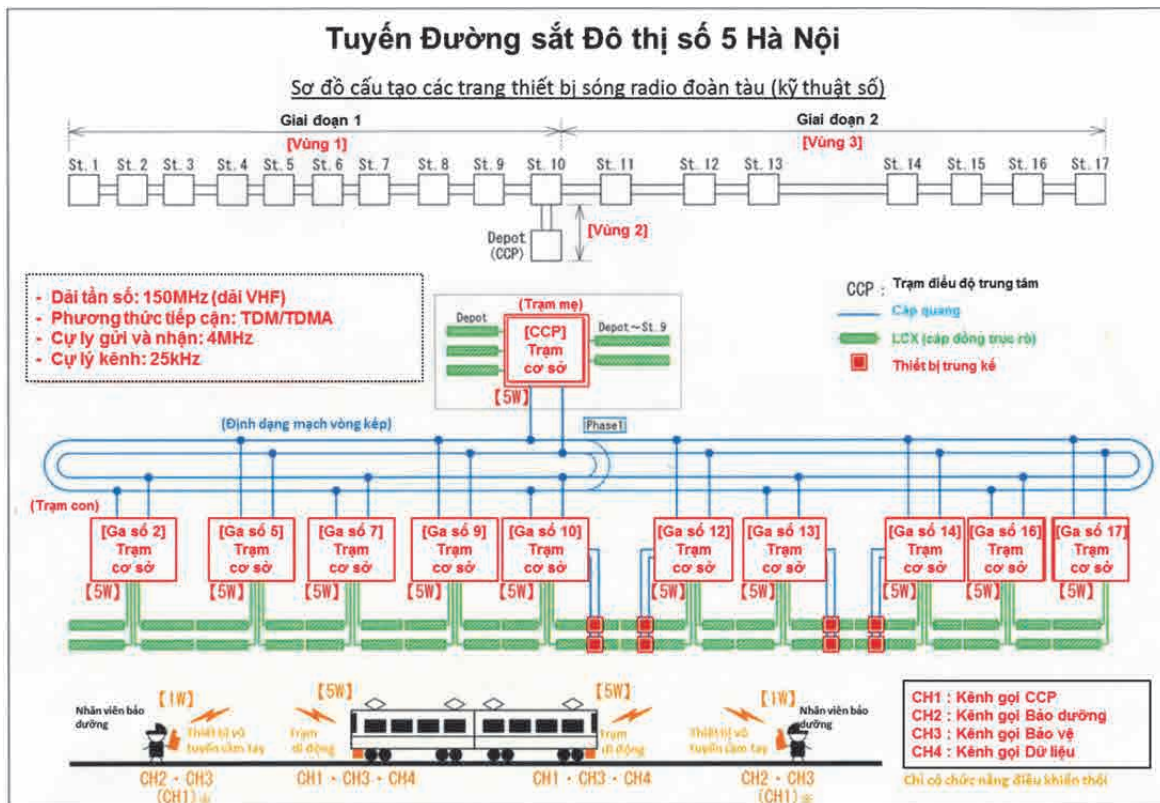 Tuyến Đường sắt Đô thị số 5 Hà Nội
Sơ đồ cấu tạo các trang thiết bị sóng radio đoàn tàu (kỹ thuật số)
Giai đoạn 1 Giai đoạn 2
[Vùng 1] [Vùng 3]
St. 1 St. 2 St. 3 St. 4 St. 5 St. 6 St. 7 St. 8 St. 9 St. 10 St. 11 St. 12 St. 13 St. 14 St. 15 St. 16 St. 17
Depot
(CCP)
[Vùng 2]
- Dải tần số: 150MHz (dải VHF)
- Phương thức tiếp cận: TDM/TDMA
- Cự ly gửi và nhận: 4MHz
- Cự lý kênh: 25kHz
(Trạm mẹ)
Depot
[CCP]
Trạm
cơ sở
Depot~St.9
【5W】
CCP : Trạm điều độ trung tâm
Cáp quang
LCX (cáp đồng trục rò)
Thiết bị trung kế
(Định dạng mạch vòng kép)
Phase1
(Trạm con)
[Ga số 2] [Ga số 5] [Ga số 7] [Ga số 9] [Ga số 10] [Ga số 12] [Ga số 13] [Ga số 14] [Ga số 16] [Ga số 17]
Trạm Trạm Trạm Trạm Trạm Trạm Trạm Trạm Trạm Trạm
cơ sở cơ sở cơ sở cơ sở cơ sở cơ sở cơ sở cơ sở cơ sở cơ sở
【5W】 【5W】 【5W】 【5W】 【5W】 【5W】 【5W】 【5W】 【5W】 【5W】
Nhân viên bảo
dưỡng
【1W】
Thiết bị vô
tuyến cầm tay
CH2・CH3
(CH1)
【5W】
Trạm
di động
CH1・CH3・CH4
【5W】
Trạm
di động
CH1・CH3・CH4
【1W】
Thiết bị vô
tuyến cầm tay
Nhân viên bảo
dưỡng
CH2・CH3
(CH1)※
CH1 : Kênh gọi CCP
CH2 : Kênh gọi Bảo dưỡng
CH3 : Kênh gọi Bảo vệ
CH4 : Kênh gọi Dữ liệu
Chỉ có chức năng điều khiển thôi